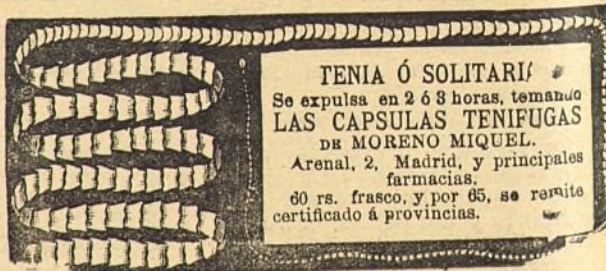 TENIA Ó SOLITARIA
Se expulsa en 2 ó 3 horas, tomando
LAS CAPSULAS TENIFUGAS
DE MORENO MIQUEL.
Arenal, 2, Madrid, y principales
farmacias.
60 rs. frasco, y por 65, se remite
certificado á provincias.